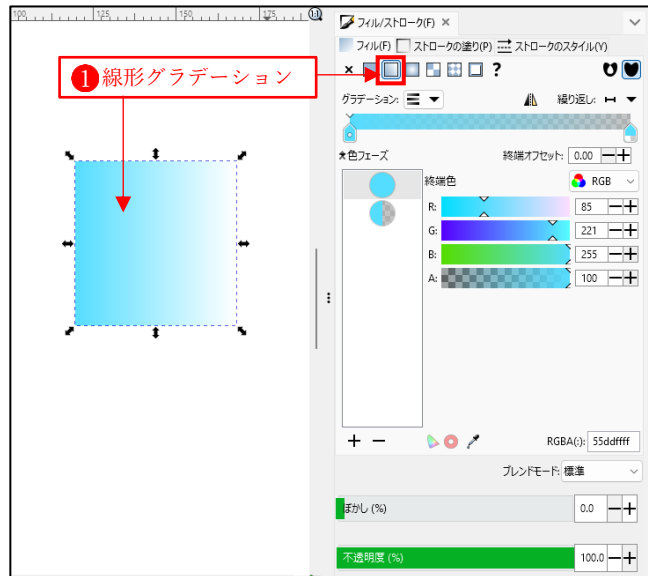 100 125 150 175
フィル/ストローク(F) ×
フィル(F) ストロークの塗り(P) ストロークのスタイル(Y)
❶線形グラデーション
?
グラデーション: 繰り返し:
色フェーズ 終端オフセット: 0.00
終端色 RGB
R: 85
G: 221
B: 255
A: 100
RGBA(:): 55ddffff
ブレンドモード: 標準
ぼかし (%) 0.0
不透明度 (%) 100.0